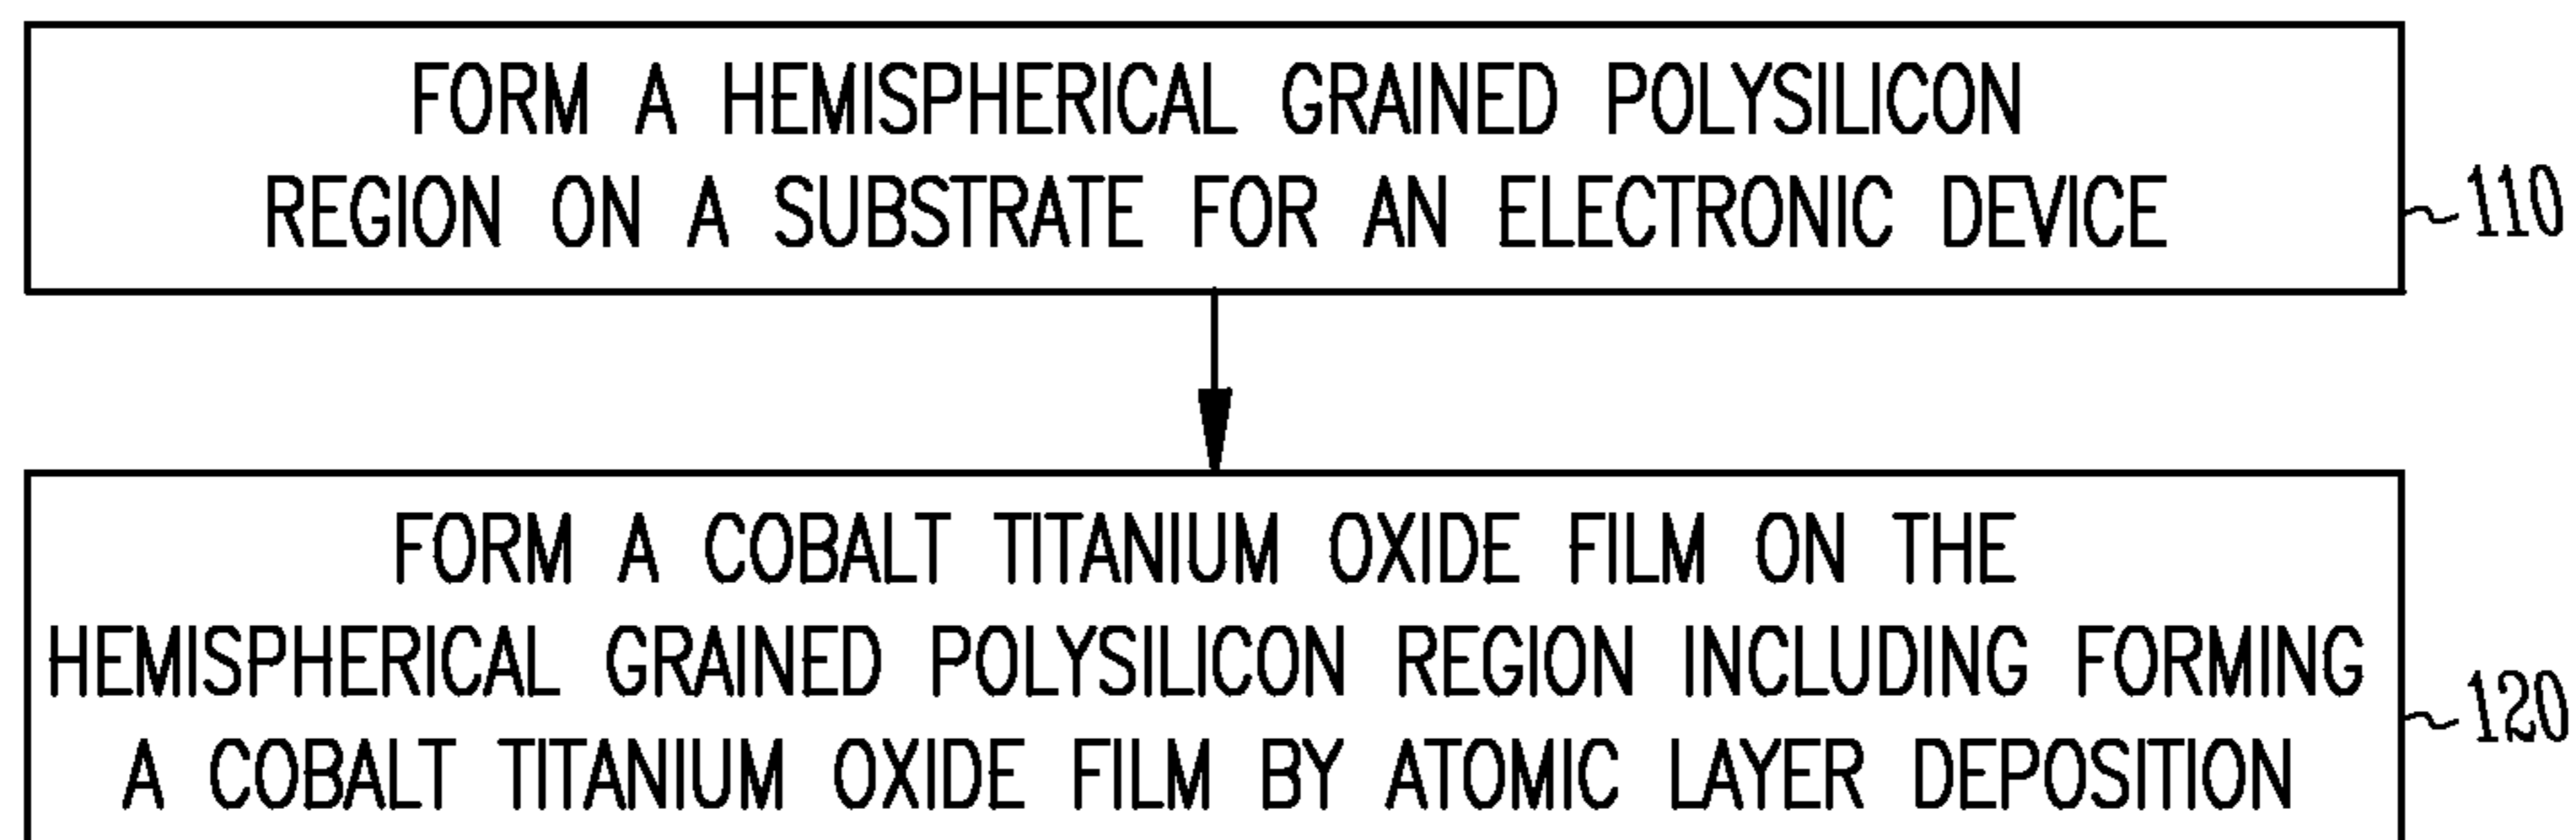 FORM A HEMISPHERICAL GRAINED POLYSILICON
REGION ON A SUBSTRATE FOR AN ELECTRONIC DEVICE
110
FORM A COBALT TITANIUM OXIDE FILM ON THE
HEMISPHERICAL GRAINED POLYSILICON REGION INCLUDING FORMING
A COBALT TITANIUM OXIDE FILM BY ATOMIC LAYER DEPOSITION
120